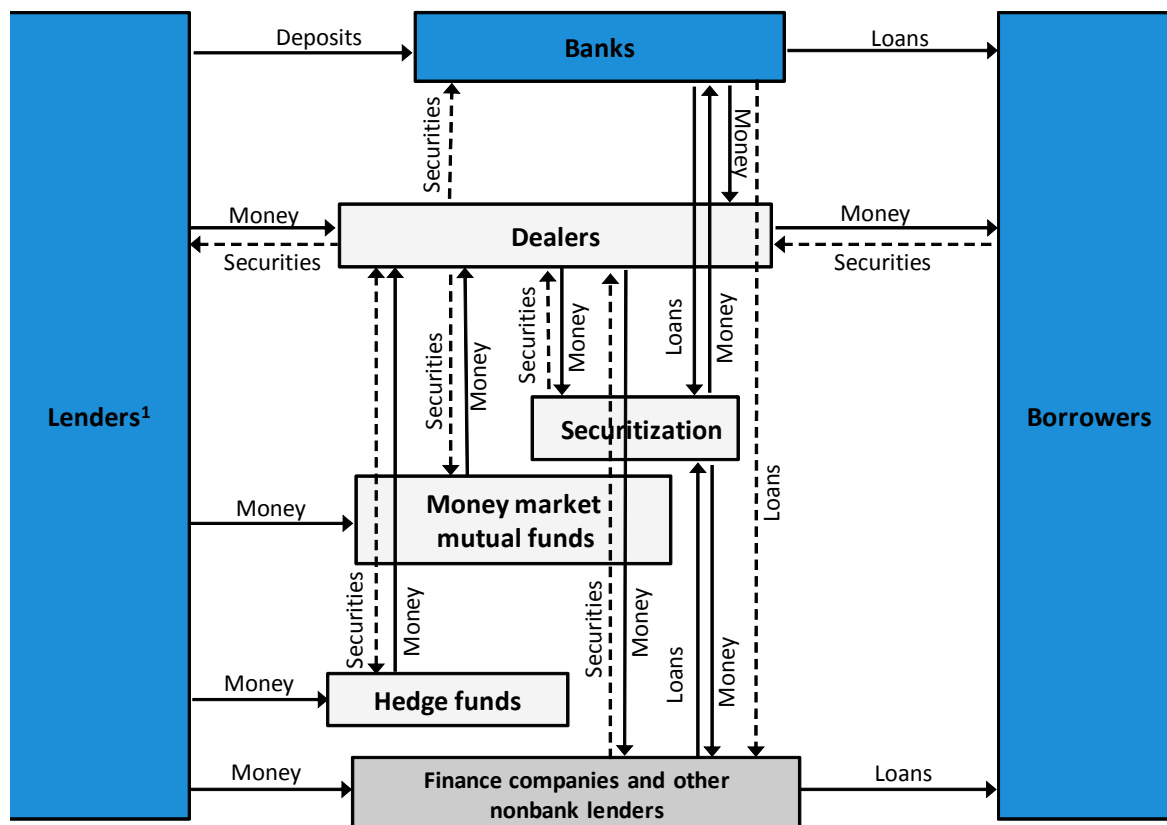 Deposits
Banks
Loans
Securities
Money
Money
Securities
Dealers
Money
Securities
Securities
Money
Securities
Money
Loans
Money
Lenders¹
Securitization
Borrowers
Money
Money market
mutual funds
Loans
Securities
Money
Securities
Money
Loans
Money
Money
Hedge funds
Money
Finance companies and other
nonbank lenders
Loans